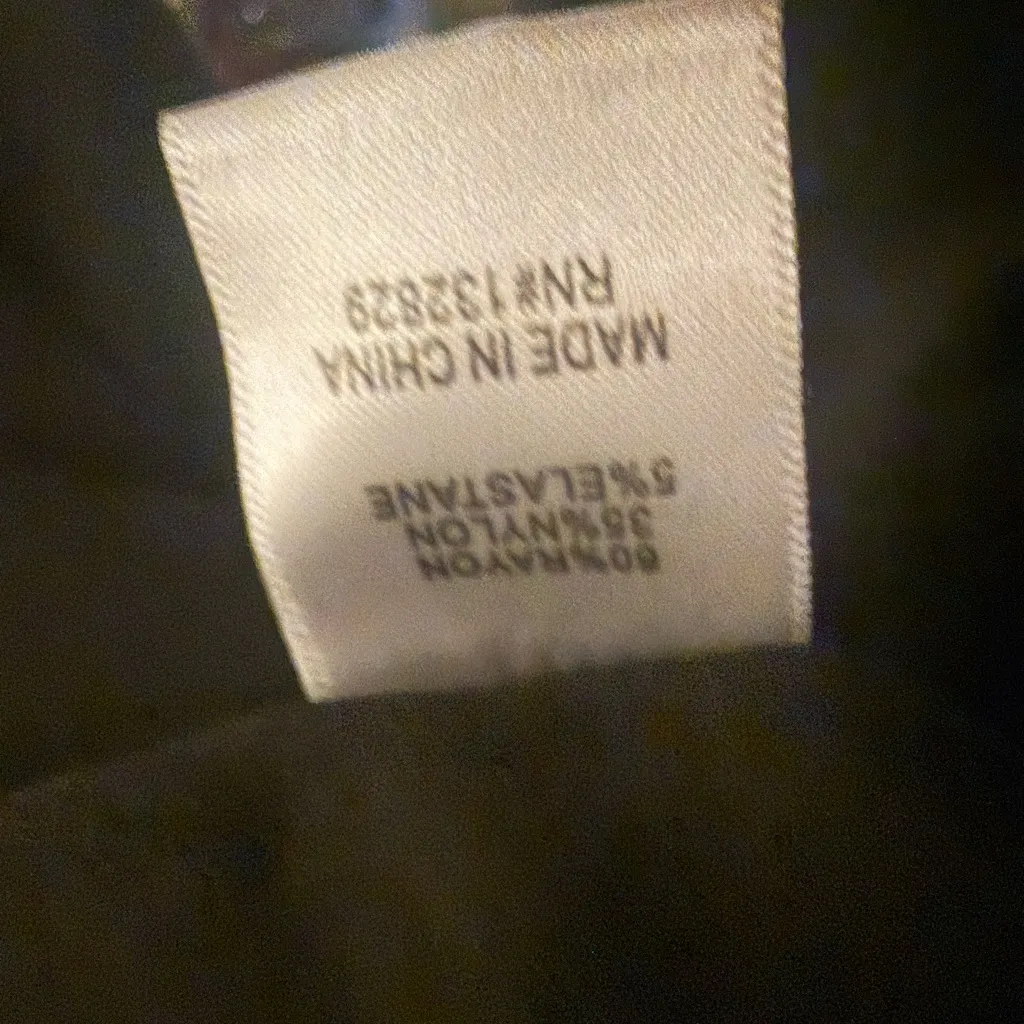 60%RAYON
35%NYLON
5%ELASTANE
MADE IN CHINA
RN#132829